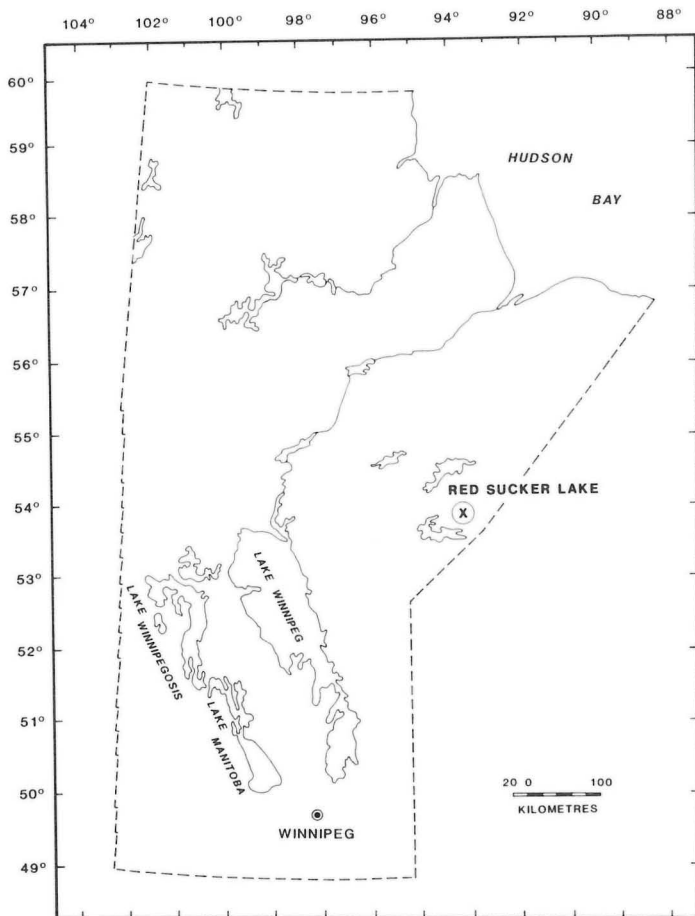 104° 102° 100° 98° 96° 94° 92° 90° 88°
60°
59°
58°
57°
56°
55°
54°
53°
52°
51°
50°
49°
HUDSON
BAY
RED SUCKER LAKE
X
LAKE WINNIPEG
LAKE WINNIPEGOSIS
LAKE MANITOBA
WINNIPEG
20 0 100
KILOMETRES